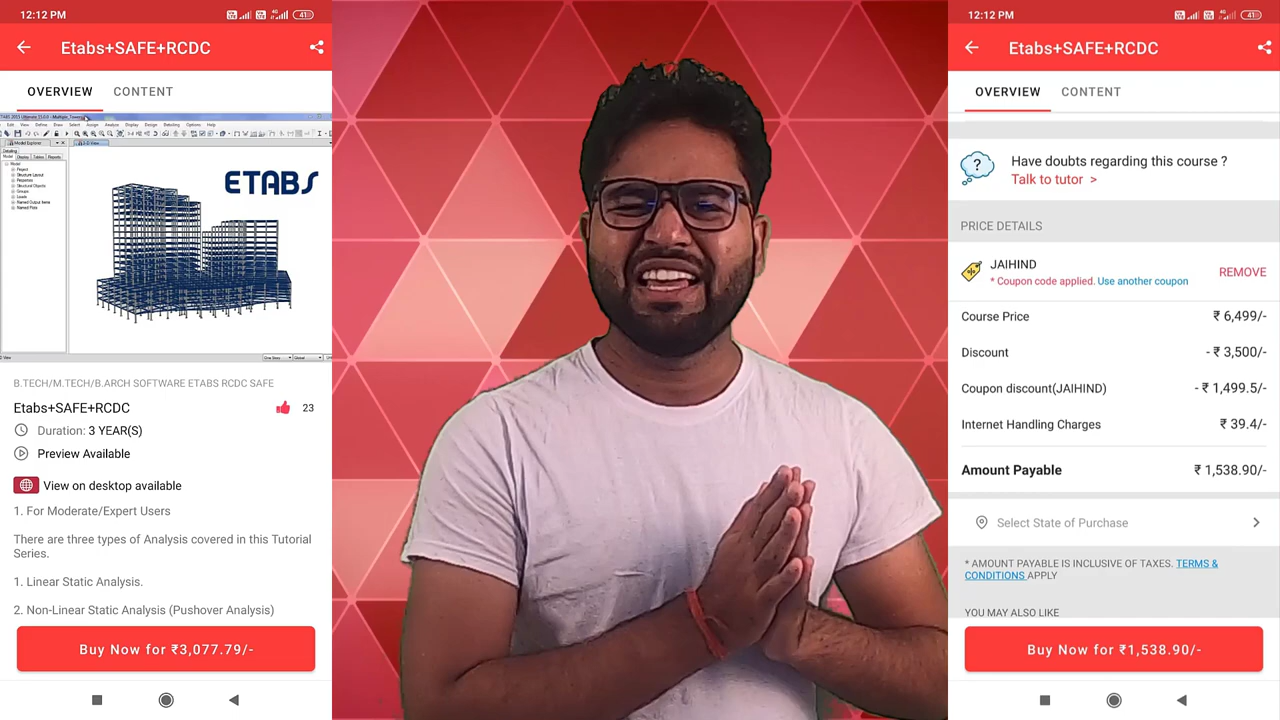 12:12 PM
41
Etabs+SAFE+RCDC
OVERVIEW CONTENT
Model Explorer
ETABS
B.TECH/M.TECH/B.ARCH SOFTWARE ETABS RCDC SAFE
Etabs+SAFE+RCDC 23
Duration: 3 YEAR(S)
Preview Available
View on desktop available
1. For Moderate/Expert Users
There are three types of Analysis covered in this Tutorial
Series.
1. Linear Static Analysis.
2. Non-Linear Static Analysis (Pushover Analysis)
Buy Now for ₹3,077.79/-
12:12 PM
41
Etabs+SAFE+RCDC
OVERVIEW CONTENT
?
Have doubts regarding this course ?
Talk to tutor >
PRICE DETAILS
JAIHIND
* Coupon code applied. Use another coupon REMOVE
Course Price ₹ 6,499/-
Discount - ₹ 3,500/-
Coupon discount(JAIHIND) - ₹ 1,499.5/-
Internet Handling Charges ₹ 39.4/-
Amount Payable ₹ 1,538.90/-
Select State of Purchase
* AMOUNT PAYABLE IS INCLUSIVE OF TAXES. TERMS &
CONDITIONS APPLY
YOU MAY ALSO LIKE
Buy Now for ₹1,538.90/-